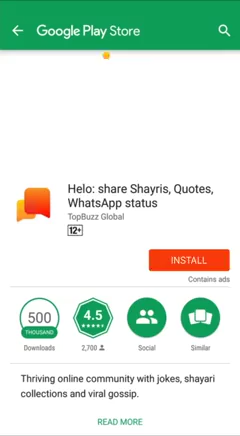 Google Play Store
Helo: share Shayris, Quotes,
WhatsApp status
TopBuzz Global
12+
INSTALL
Contains ads
500
THOUSAND
4.5
Downloads
2,700
Social
Similar
Thriving online community with jokes, shayari
collections and viral gossip.
READ MORE